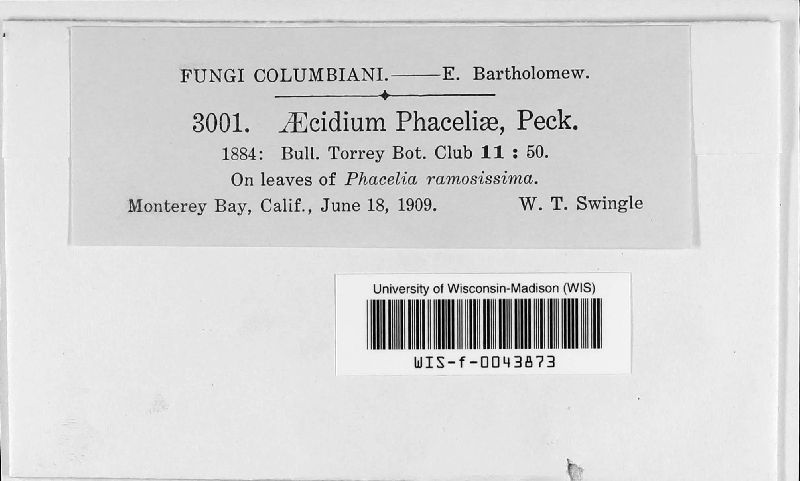 FUNGI COLUMBIANI.——E. Bartholomew.
3001. Æcidium Phaceliæ, Peck.
1884: Bull. Torrey Bot. Club 11 : 50.
On leaves of Phacelia ramosissima.
Monterey Bay, Calif., June 18, 1909. W. T. Swingle
University of Wisconsin-Madison (WIS)
WIS-f-0043873